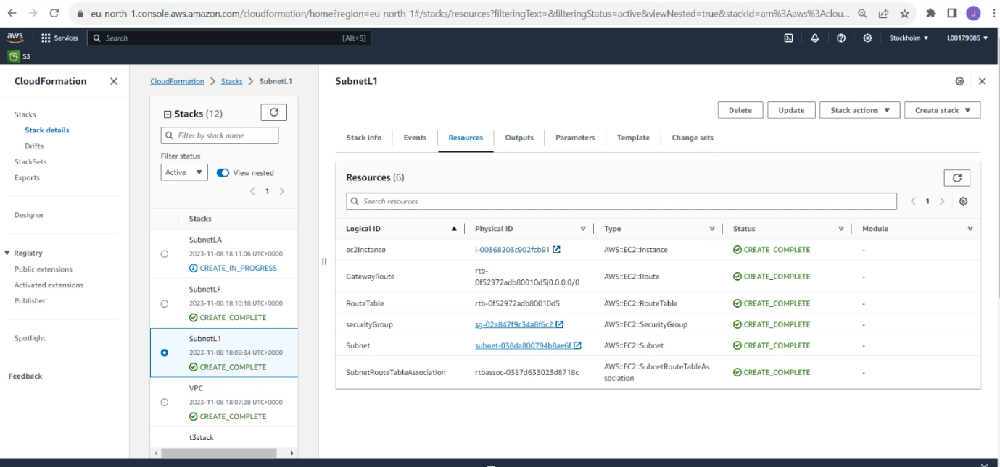 eu-north-1.console.aws.amazon.com/cloudformation/home?region=eu-north-1#/stacks/resources?filteringText=&filteringStatus=active&viewNested=true&stackId=arn%3Aaws%3Aclou...
J
aws
Services
Search
[Alt+S]
Stockholm
L00179085
S3
CloudFormation
Stacks
Stack details
Drifts
StackSets
Exports
Designer
Registry
Public extensions
Activated extensions
Publisher
Spotlight
Feedback
CloudFormation > Stacks > SubnetL1
Stacks (12)
Filter by stack name
Filter status
Active
View nested
1
Stacks
SubnetLA
2023-11-08 18:11:06 UTC+0000
CREATE_IN_PROGRESS
SubnetLF
2023-11-08 18:10:18 UTC+0000
CREATE_COMPLETE
SubnetL1
2023-11-08 18:08:34 UTC+0000
CREATE_COMPLETE
VPC
2023-11-08 18:07:28 UTC+0000
CREATE_COMPLETE
t3stack
SubnetL1
Delete
Update
Stack actions
Create stack
Stack info
Events
Resources
Outputs
Parameters
Template
Change sets
Resources (6)
Search resources
1
Logical ID Physical ID Type Status Module
ec2Instance i-00368203c902fcb91 AWS::EC2::Instance CREATE_COMPLETE -
GatewayRoute rtb-
0f52972adb80010d5|0.0.0.0/0 AWS::EC2::Route CREATE_COMPLETE -
RouteTable rtb-0f52972adb80010d5 AWS::EC2::RouteTable CREATE_COMPLETE -
securityGroup sg-02a847f9c34a8f6c2 AWS::EC2::SecurityGroup CREATE_COMPLETE -
Subnet subnet-038da800794b8ae6f AWS::EC2::Subnet CREATE_COMPLETE -
SubnetRouteTableAssociation rtbassoc-0387d633023d8718c AWS::EC2::SubnetRouteTableAs
sociation CREATE_COMPLETE -